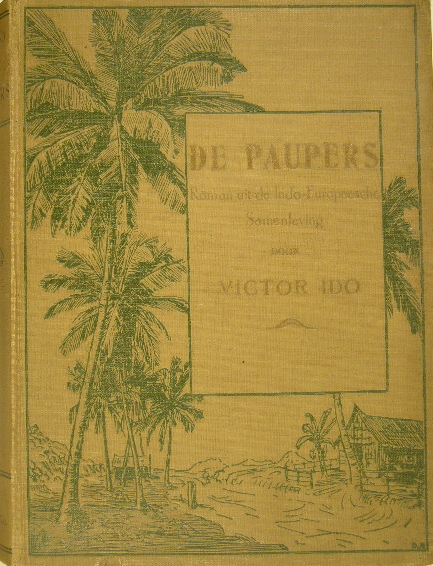 DE PAUPERS
Roman uit de Indo-Europeesche
Samenleving
DOOR
VICTOR IDO